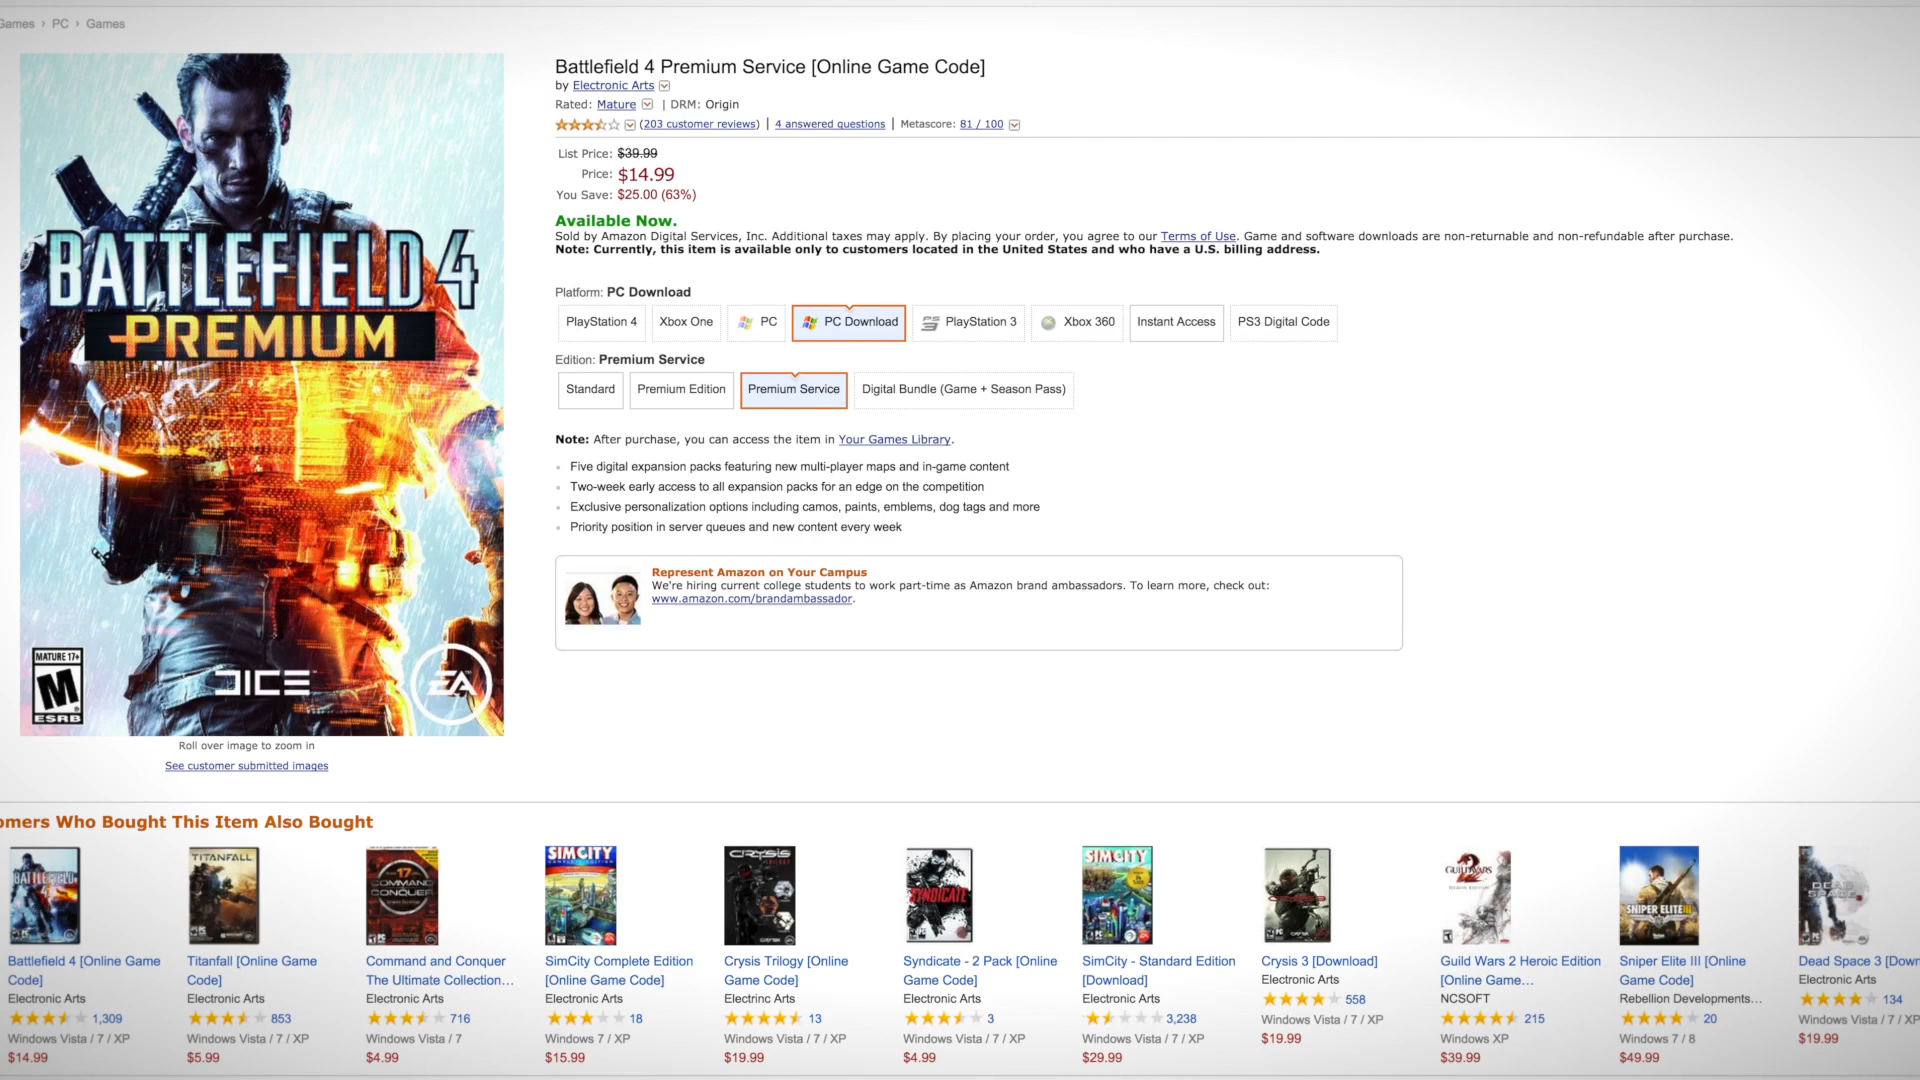 Games › PC › Games
BATTLEFIELD 4
PREMIUM
MATURE 17+
M
ESRB
DICE
EA
Roll over image to zoom in
See customer submitted images
Battlefield 4 Premium Service [Online Game Code]
by Electronic Arts
Rated: Mature | DRM: Origin
(203 customer reviews) | 4 answered questions | Metascore: 81 / 100
List Price: $39.99
Price: $14.99
You Save: $25.00 (63%)
Available Now.
Sold by Amazon Digital Services, Inc. Additional taxes may apply. By placing your order, you agree to our Terms of Use. Game and software downloads are non-returnable and non-refundable after purchase.
Note: Currently, this item is available only to customers located in the United States and who have a U.S. billing address.
Platform: PC Download
PlayStation 4 Xbox One PC PC Download PlayStation 3 Xbox 360 Instant Access PS3 Digital Code
Edition: Premium Service
Standard Premium Edition Premium Service Digital Bundle (Game + Season Pass)
Note: After purchase, you can access the item in Your Games Library.
Five digital expansion packs featuring new multi-player maps and in-game content
Two-week early access to all expansion packs for an edge on the competition
Exclusive personalization options including camos, paints, emblems, dog tags and more
Priority position in server queues and new content every week
Represent Amazon on Your Campus
We're hiring current college students to work part-time as Amazon brand ambassadors. To learn more, check out:
www.amazon.com/brandambassador.
omers Who Bought This Item Also Bought
BATTLEFIELD 4
TITANFALL
17
COMMAND CONQUER
SIMCITY
CRYSIS
SYNDICATE
SIMCITY
GUILD WARS 2
SNIPER ELITE III
DEAD SPACE
Battlefield 4 [Online Game
Code]
Electronic Arts
1,309
Windows Vista / 7 / XP
$14.99
Titanfall [Online Game
Code]
Electronic Arts
853
Windows Vista / 7 / XP
$5.99
Command and Conquer
The Ultimate Collection…
Electronic Arts
716
Windows Vista / 7
$4.99
SimCity Complete Edition
[Online Game Code]
Electronic Arts
18
Windows 7 / XP
$15.99
Crysis Trilogy [Online
Game Code]
Electrinc Arts
13
Windows Vista / 7 / XP
$19.99
Syndicate - 2 Pack [Online
Game Code]
Electronic Arts
3
Windows Vista / 7 / XP
$4.99
SimCity - Standard Edition
[Download]
Electronic Arts
3,238
Windows Vista / 7 / XP
$29.99
Crysis 3 [Download]
Electronic Arts
558
Windows Vista / 7 / XP
$19.99
Guild Wars 2 Heroic Edition
[Online Game…
NCSOFT
215
Windows XP
$39.99
Sniper Elite III [Online
Game Code]
Rebellion Developments…
20
Windows 7 / 8
$49.99
Dead Space 3 [Down
Electronic Arts
134
Windows Vista / 7 / XP
$19.99